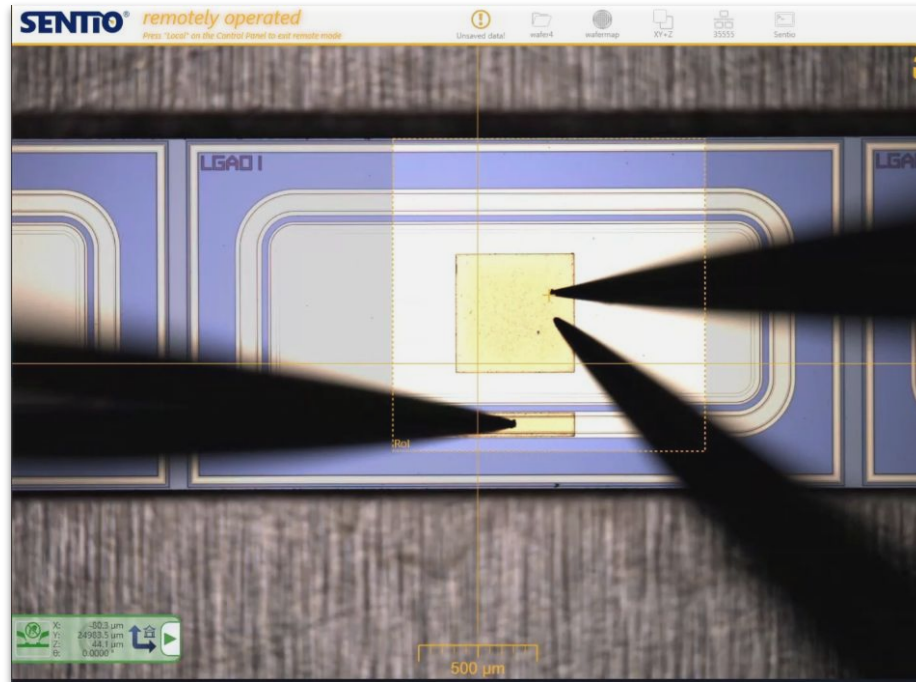 SENTIO®
remotely operated
Press "Local" on the Control Panel to exit remote mode
Unsaved data!
wafer4
wafermap
XY+Z
35555
Sentio
LGA01
LGA
RoI
X: -80.3 µm
Y: 24983.5 µm
Z: 44.1 µm
θ: 0.0000 °
500 µm